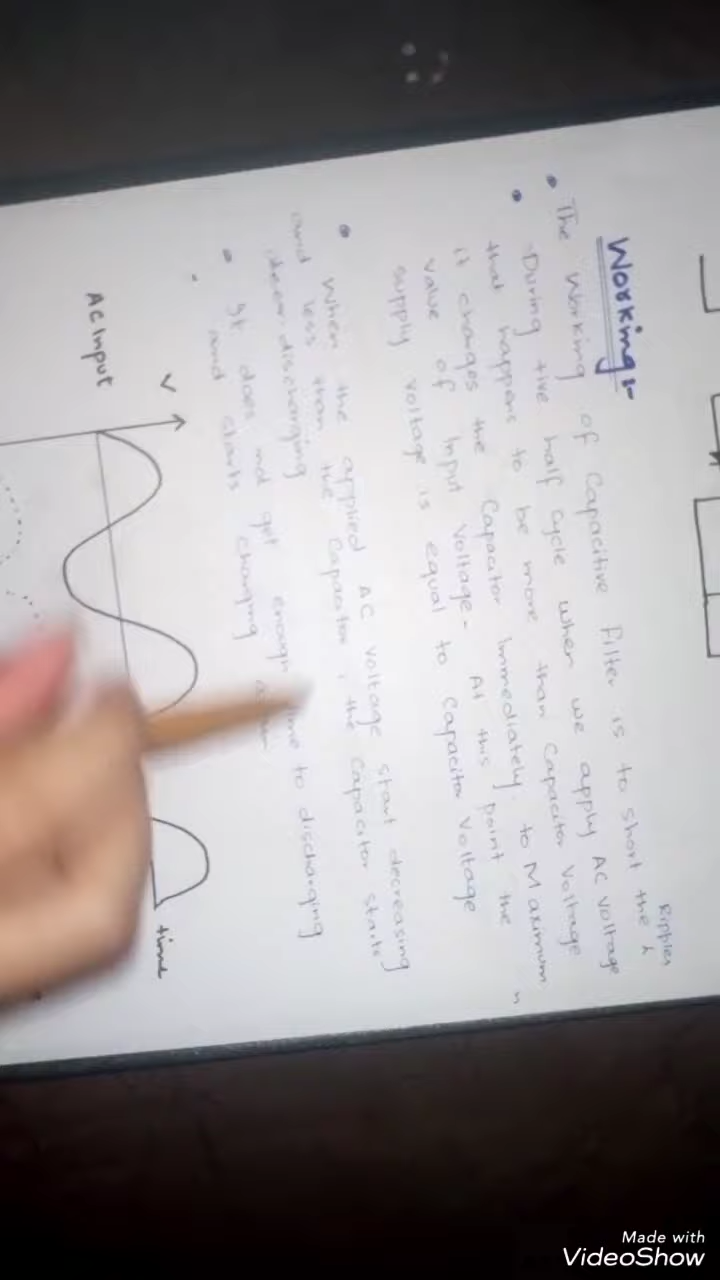 Working:-
Ripples
• The Working of Capacitive Filter is to short the &
• During +ive half cycle when we apply AC voltage
that happens to be more than Capacitor Voltage
it charges the Capacitor immediately to Maximum
value of Input Voltage. At this point the
supply voltage is equal to Capacitor Voltage
• When the applied AC voltage start decreasing
and less than the Capacitor, the Capacitor starts
discharging
• It does not get to discharging
and starts charging
V
AC Input
time
Made with
VideoShow